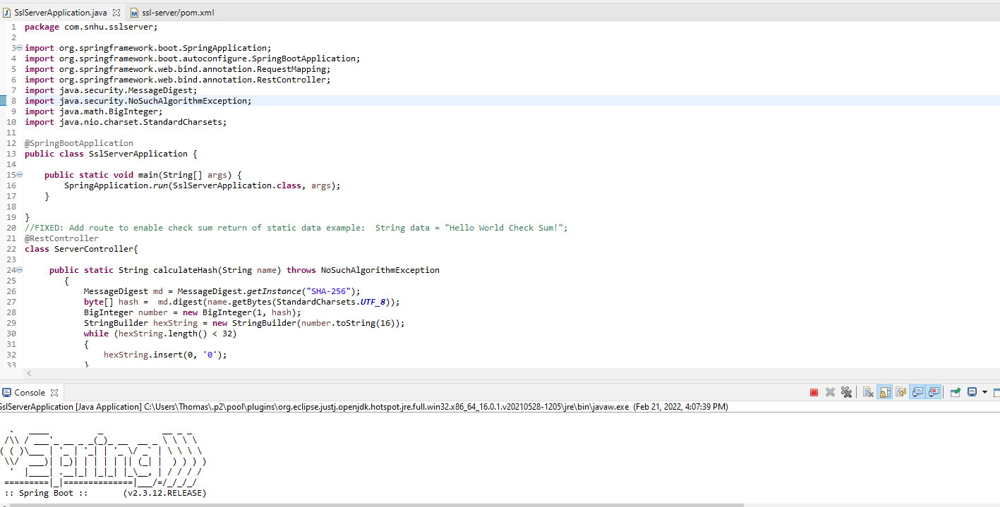 SslServerApplication.java ssl-server/pom.xml
1 package com.snhu.sslserver;
2
3 import org.springframework.boot.SpringApplication;
4 import org.springframework.boot.autoconfigure.SpringBootApplication;
5 import org.springframework.web.bind.annotation.RequestMapping;
6 import org.springframework.web.bind.annotation.RestController;
7 import java.security.MessageDigest;
8 import java.security.NoSuchAlgorithmException;
9 import java.math.BigInteger;
10 import java.nio.charset.StandardCharsets;
11
12 @SpringBootApplication
13 public class SslServerApplication {
14
15     public static void main(String[] args) {
16         SpringApplication.run(SslServerApplication.class, args);
17     }
18
19 }
20 //FIXED: Add route to enable check sum return of static data example:  String data = "Hello World Check Sum!";
21 @RestController
22 class ServerController{
23
24     public static String calculateHash(String name) throws NoSuchAlgorithmException
25        {
26            MessageDigest md = MessageDigest.getInstance("SHA-256");
27            byte[] hash =  md.digest(name.getBytes(StandardCharsets.UTF_8));
28            BigInteger number = new BigInteger(1, hash);
29            StringBuilder hexString = new StringBuilder(number.toString(16));
30            while (hexString.length() < 32)
31            {
32                hexString.insert(0, '0');
33            }
Console
SslServerApplication [Java Application] C:\Users\Thomas\.p2\pool\plugins\org.eclipse.justj.openjdk.hotspot.jre.full.win32.x86_64_16.0.1.v20210528-1205\jre\bin\javaw.exe (Feb 21, 2022, 4:07:39 PM)
  .   ____          _            __ _ _
 /\\ / ___'_ __ _ _(_)_ __  __ _ \ \ \ \
( ( )\___ | '_ | '_| | '_ \/ _` | \ \ \ \
 \\/  ___)| |_)| | | | | || (_| |  ) ) ) )
  '  |____| .__|_| |_|_| |_\__, | / / / /
 =========|_|==============|___/=/_/_/_/
 :: Spring Boot ::       (v2.3.12.RELEASE)